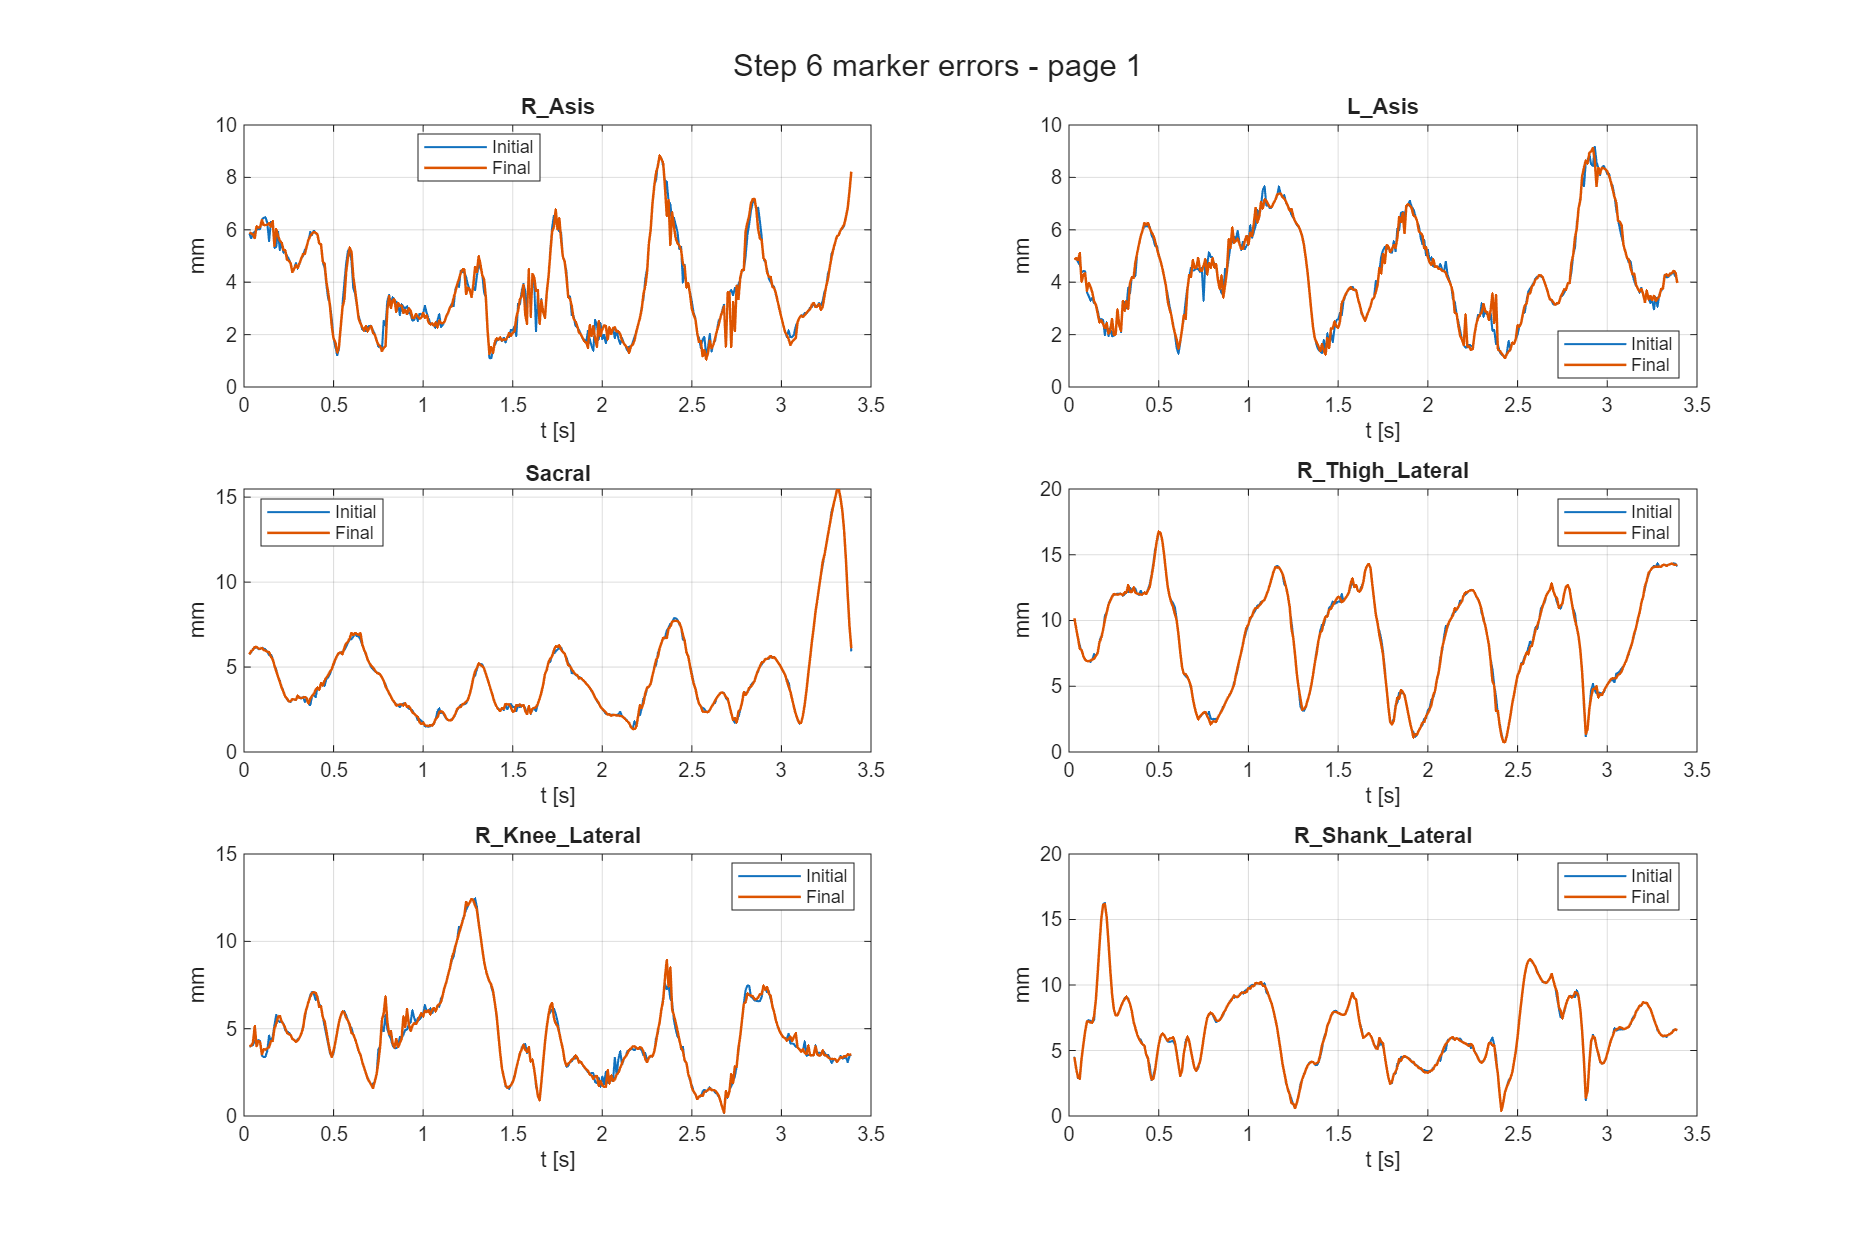 Step 6 marker errors - page 1
R_Asis
10
8
6
4
2
0
mm
Initial
Final
0 0.5 1 1.5 2 2.5 3 3.5
t [s]
L_Asis
10
8
6
4
2
0
mm
Initial
Final
0 0.5 1 1.5 2 2.5 3 3.5
t [s]
Sacral
15
10
5
0
mm
Initial
Final
0 0.5 1 1.5 2 2.5 3 3.5
t [s]
R_Thigh_Lateral
20
15
10
5
0
mm
Initial
Final
0 0.5 1 1.5 2 2.5 3 3.5
t [s]
R_Knee_Lateral
15
10
5
0
mm
Initial
Final
0 0.5 1 1.5 2 2.5 3 3.5
t [s]
R_Shank_Lateral
20
15
10
5
0
mm
Initial
Final
0 0.5 1 1.5 2 2.5 3 3.5
t [s]